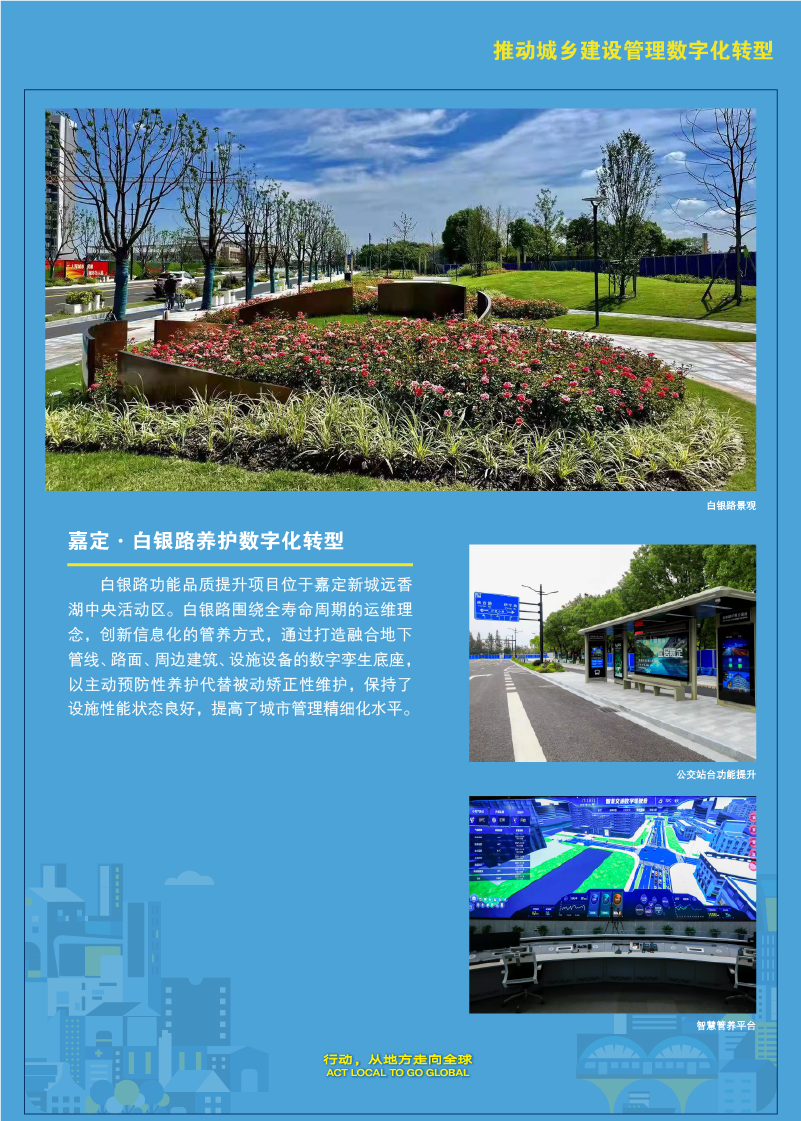 推动城乡建设管理数字化转型
白银路景观
嘉定 · 白银路养护数字化转型
白银路功能品质提升项目位于嘉定新城远香
湖中央活动区。白银路围绕全寿命周期的运维理
念，创新信息化的管养方式，通过打造融合地下
管线、路面、周边建筑、设施设备的数字孪生底座，
以主动预防性养护代替被动矫正性维护，保持了
设施性能状态良好，提高了城市管理精细化水平。
公交站台功能提升
智慧管养平台
行动，从地方走向全球
ACT LOCAL TO GO GLOBAL